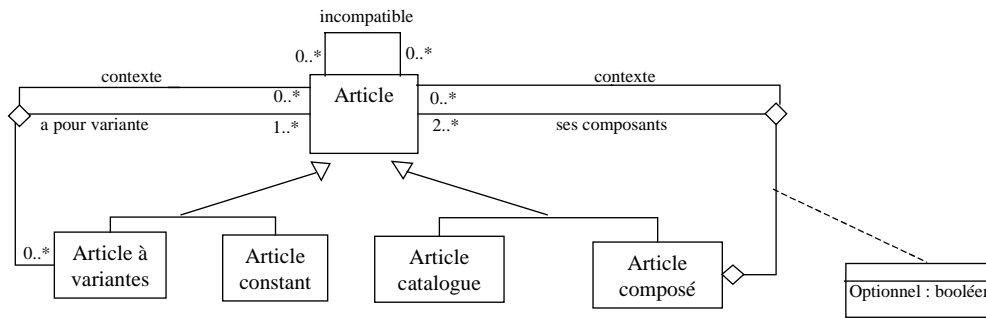 incompatible
0..*
0..*
contexte
contexte
0..*
Article
0..*
a pour variante
1..*
2..*
ses composants
0..*
Article à
variantes
Article
constant
Article
catalogue
Article
composé
Optionnel : booléen